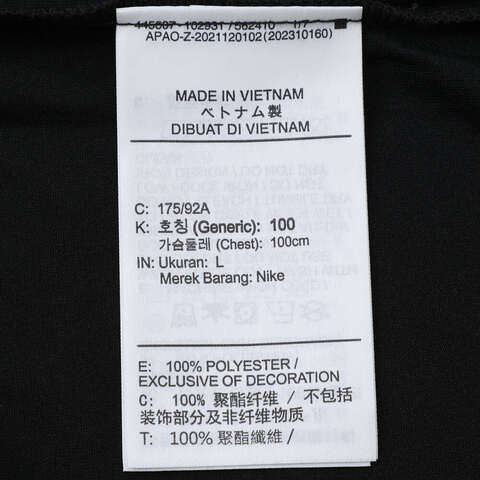 APAO-Z-2021120102 (202310160)
MADE IN VIETNAM
ベトナム製
DIBUAT DI VIETNAM
C: 175/92A
K: 호칭 (Generic): 100
가슴둘레 (Chest): 100cm
IN: Ukuran: L
Merek Barang: Nike
E: 100% POLYESTER /
EXCLUSIVE OF DECORATION
C: 100% 聚酯纤维 / 不包括
装饰部分及非纤维物质
T: 100% 聚酯纖維 /